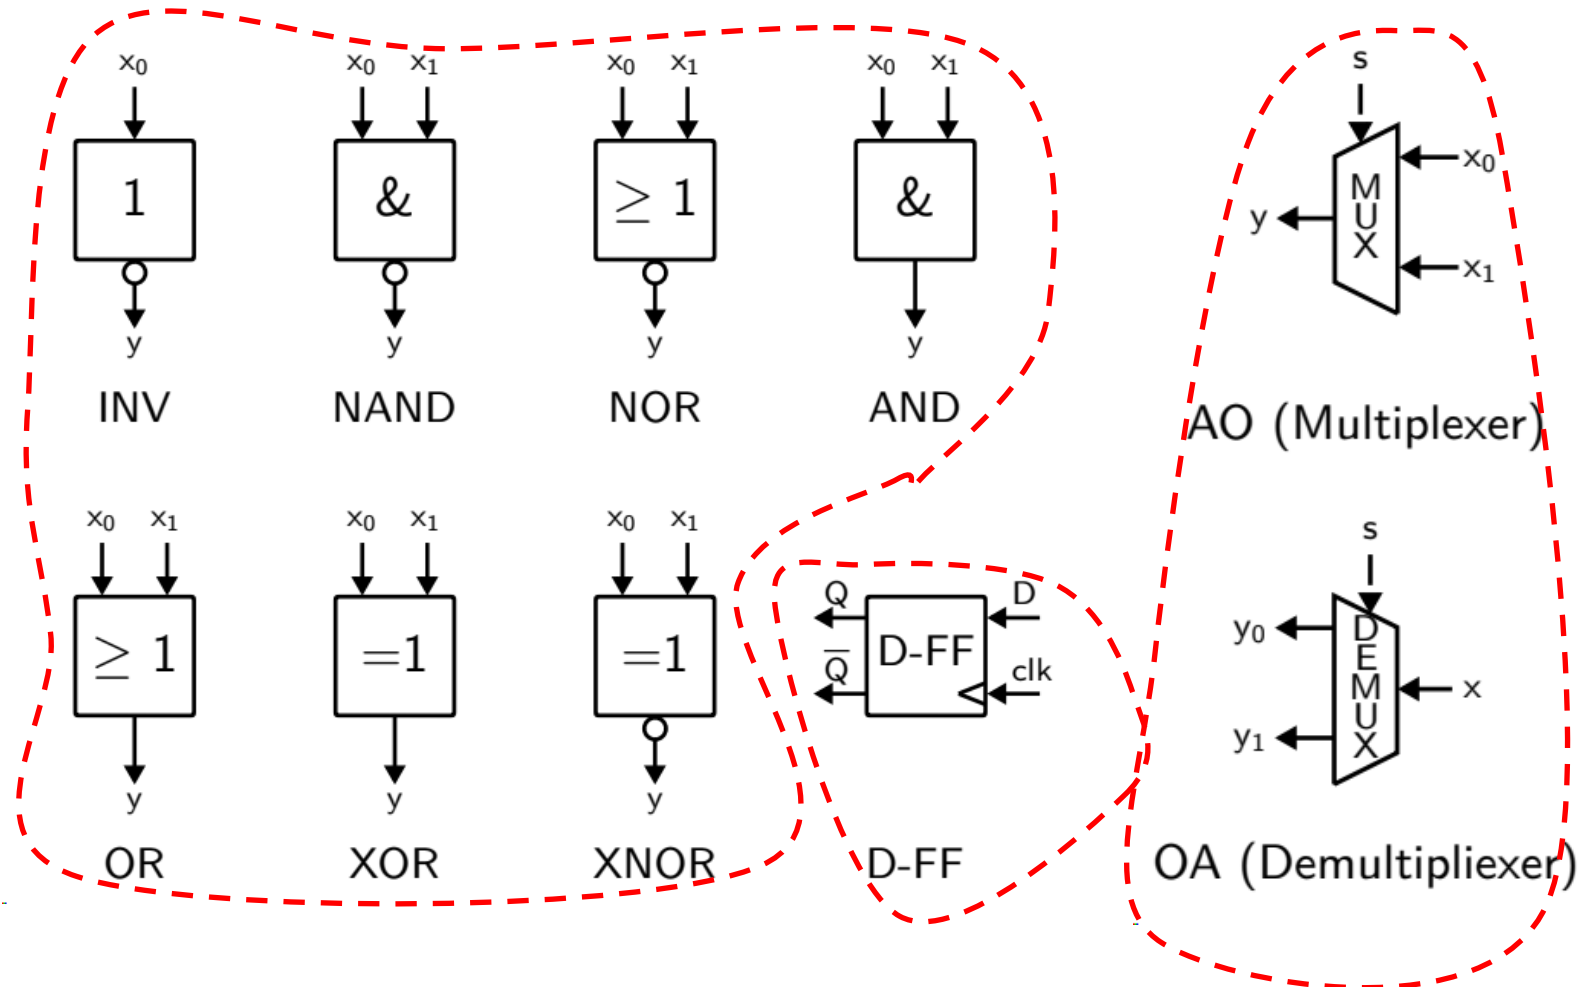 x₀
x₀ x₁
x₀ x₁
x₀ x₁
s
1
&
≥ 1
&
M
U
X
x₀
y
x₁
y
y
y
y
INV
NAND
NOR
AND
AO (Multiplexer)
x₀ x₁
x₀ x₁
x₀ x₁
s
≥ 1
=1
=1
Q
D
D-FF
Q̅
clk
y₀
D
E
M
U
X
x
y₁
y
y
y
OR
XOR
XNOR
D-FF
OA (Demultipliexer)